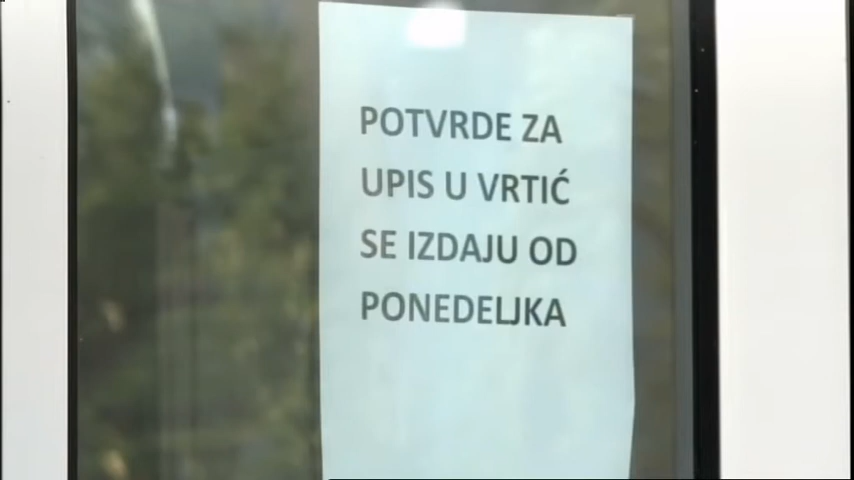 POTVRDE ZA
UPIS U VRTIĆ
SE IZDAJU OD
PONEDELJKA